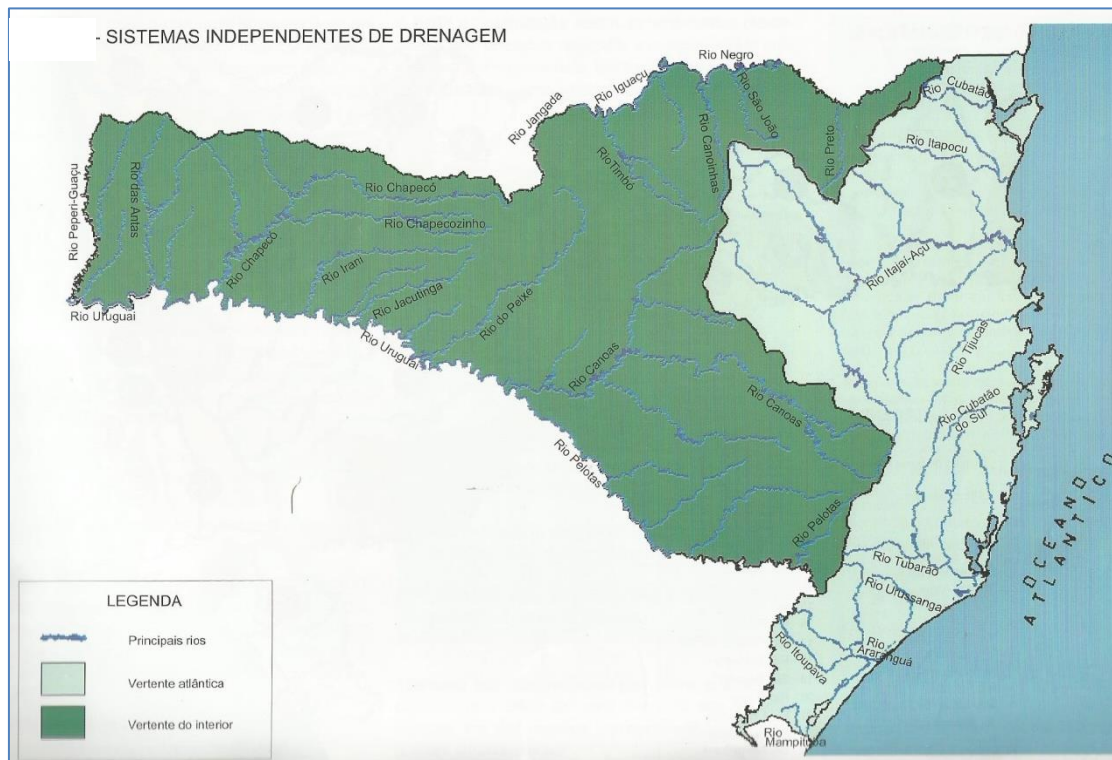 - SISTEMAS INDEPENDENTES DE DRENAGEM
Rio Negro
Rio Iguaçu
Rio Jangada
Rio São João
Rio Canoinhas
Rio Timbó
Rio Preto
Rio Cubatão
Rio Itapocu
Rio Peperi-Guaçu
Rio das Antas
Rio Chapecó
Rio Chapecozinho
Rio Chapecó
Rio Irani
Rio Jacutinga
Rio do Peixe
Rio Itajaí-Açu
Rio Uruguai
Rio Uruguai
Rio Canoas
Rio Canoas
Rio Tijucas
Rio Cubatão
do Sul
Rio Pelotas
Rio Pelotas
OCEANO
ATLÂNTICO
Rio Tubarão
Rio Urussanga
Rio
Araranguá
Rio Itoupava
Rio
Mampituba
LEGENDA
Principais rios
Vertente atlântica
Vertente do interior